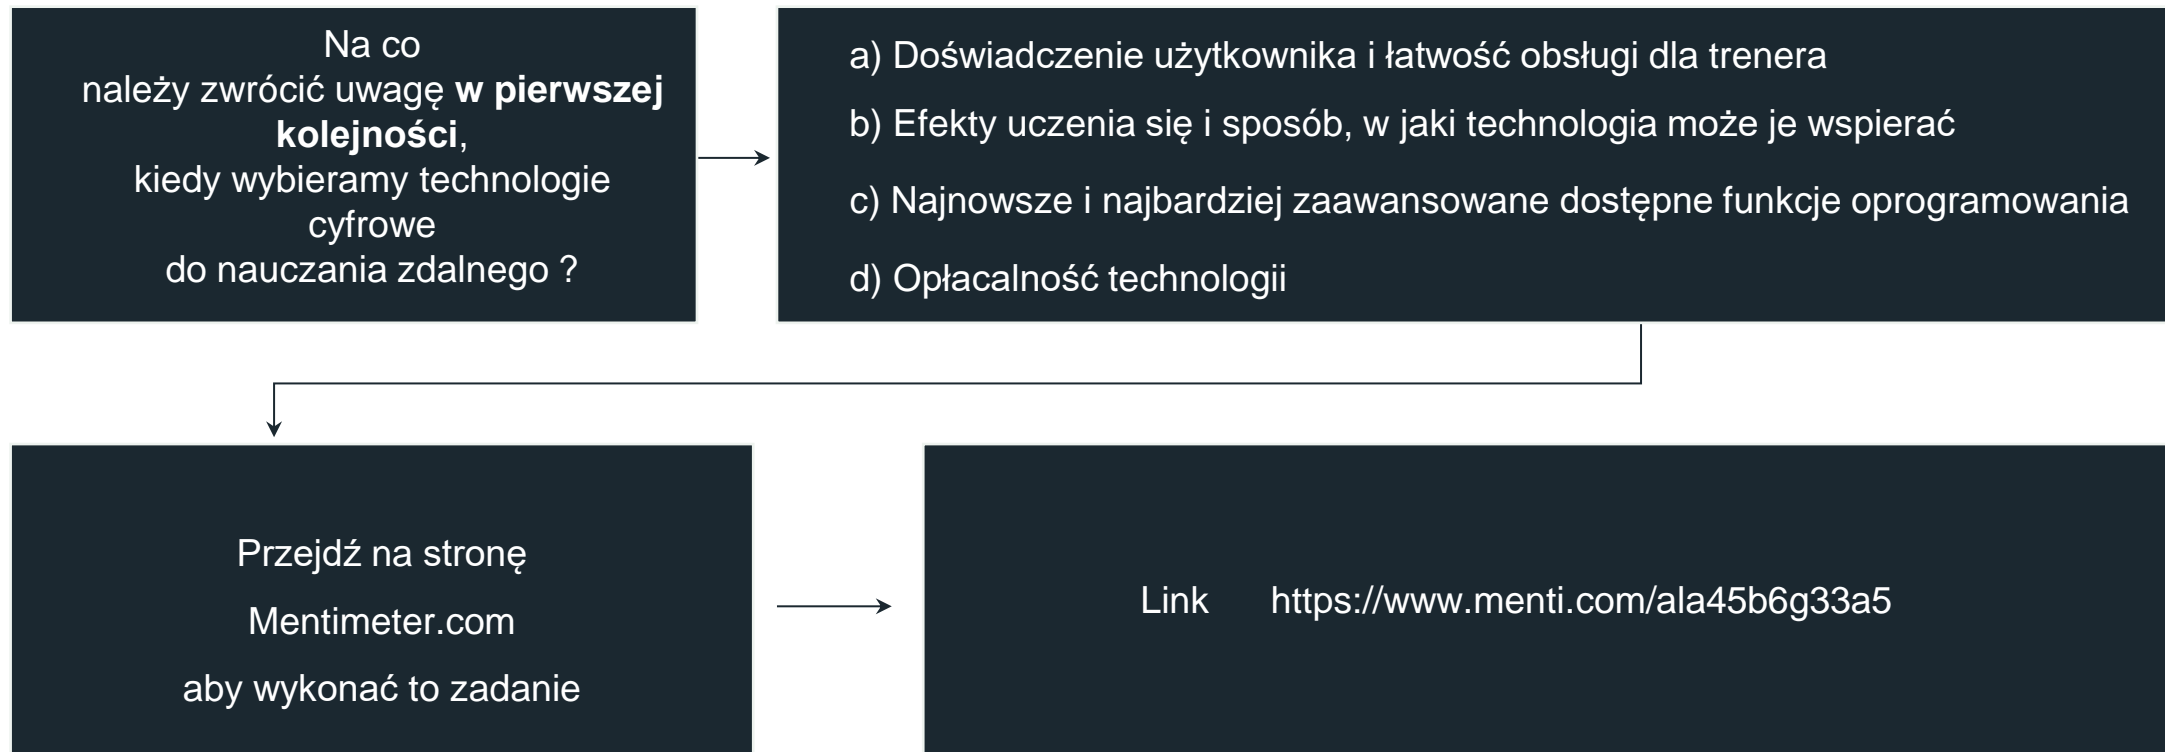 Na co
należy zwrócić uwagę w pierwszej
kolejności,
kiedy wybieramy technologie
cyfrowe
do nauczania zdalnego ?
a) Doświadczenie użytkownika i łatwość obsługi dla trenera
b) Efekty uczenia się i sposób, w jaki technologia może je wspierać
c) Najnowsze i najbardziej zaawansowane dostępne funkcje oprogramowania
d) Opłacalność technologii
Przejdź na stronę
Mentimeter.com
aby wykonać to zadanie
Link https://www.menti.com/ala45b6g33a5